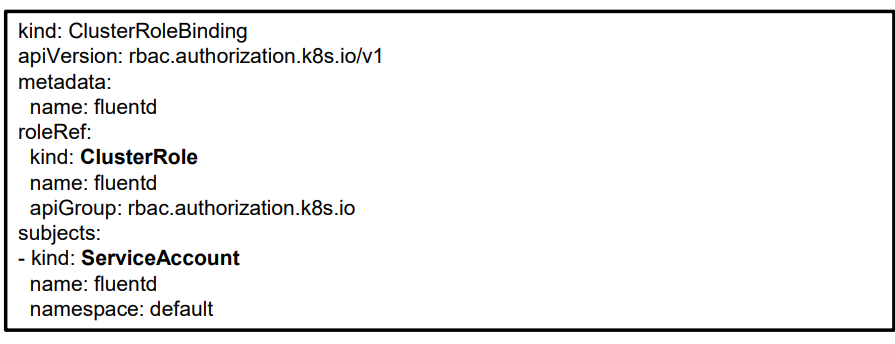 kind: ClusterRoleBinding
apiVersion: rbac.authorization.k8s.io/v1
metadata:
  name: fluentd
roleRef:
  kind: ClusterRole
  name: fluentd
  apiGroup: rbac.authorization.k8s.io
subjects:
- kind: ServiceAccount
  name: fluentd
  namespace: default